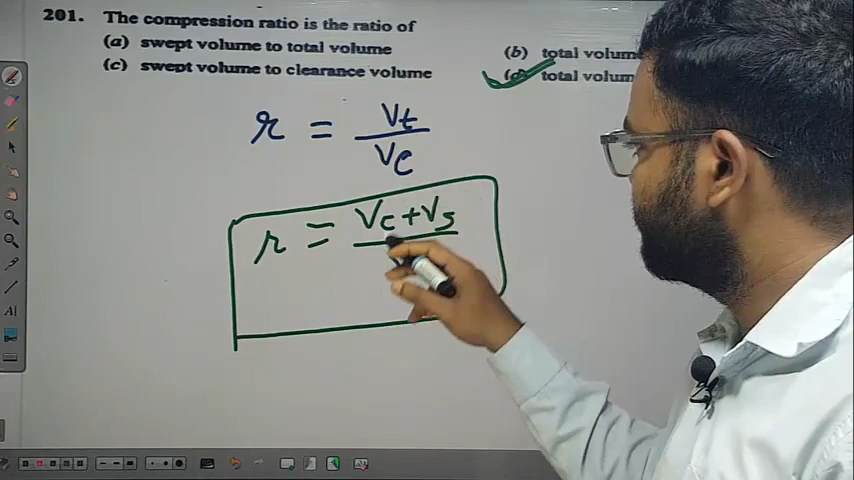 201. The compression ratio is the ratio of
(a) swept volume to total volume
(b) total volume
(c) swept volume to clearance volume
total volum
r = Vt / Vc
r = Vc + Vs